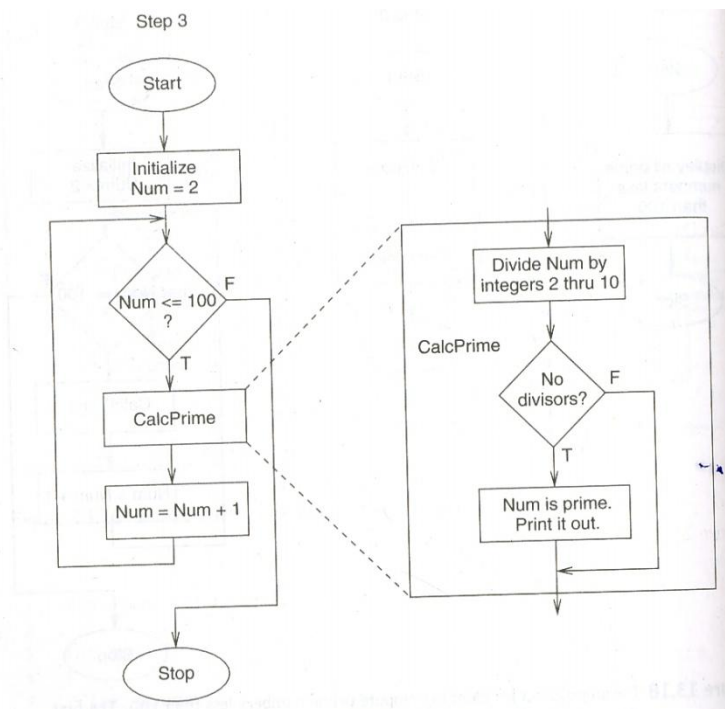 Step 3
Start
Initialize
Num = 2
Num <= 100
?
F
T
CalcPrime
Num = Num + 1
Stop
Divide Num by
integers 2 thru 10
CalcPrime
No
divisors?
F
T
Num is prime.
Print it out.